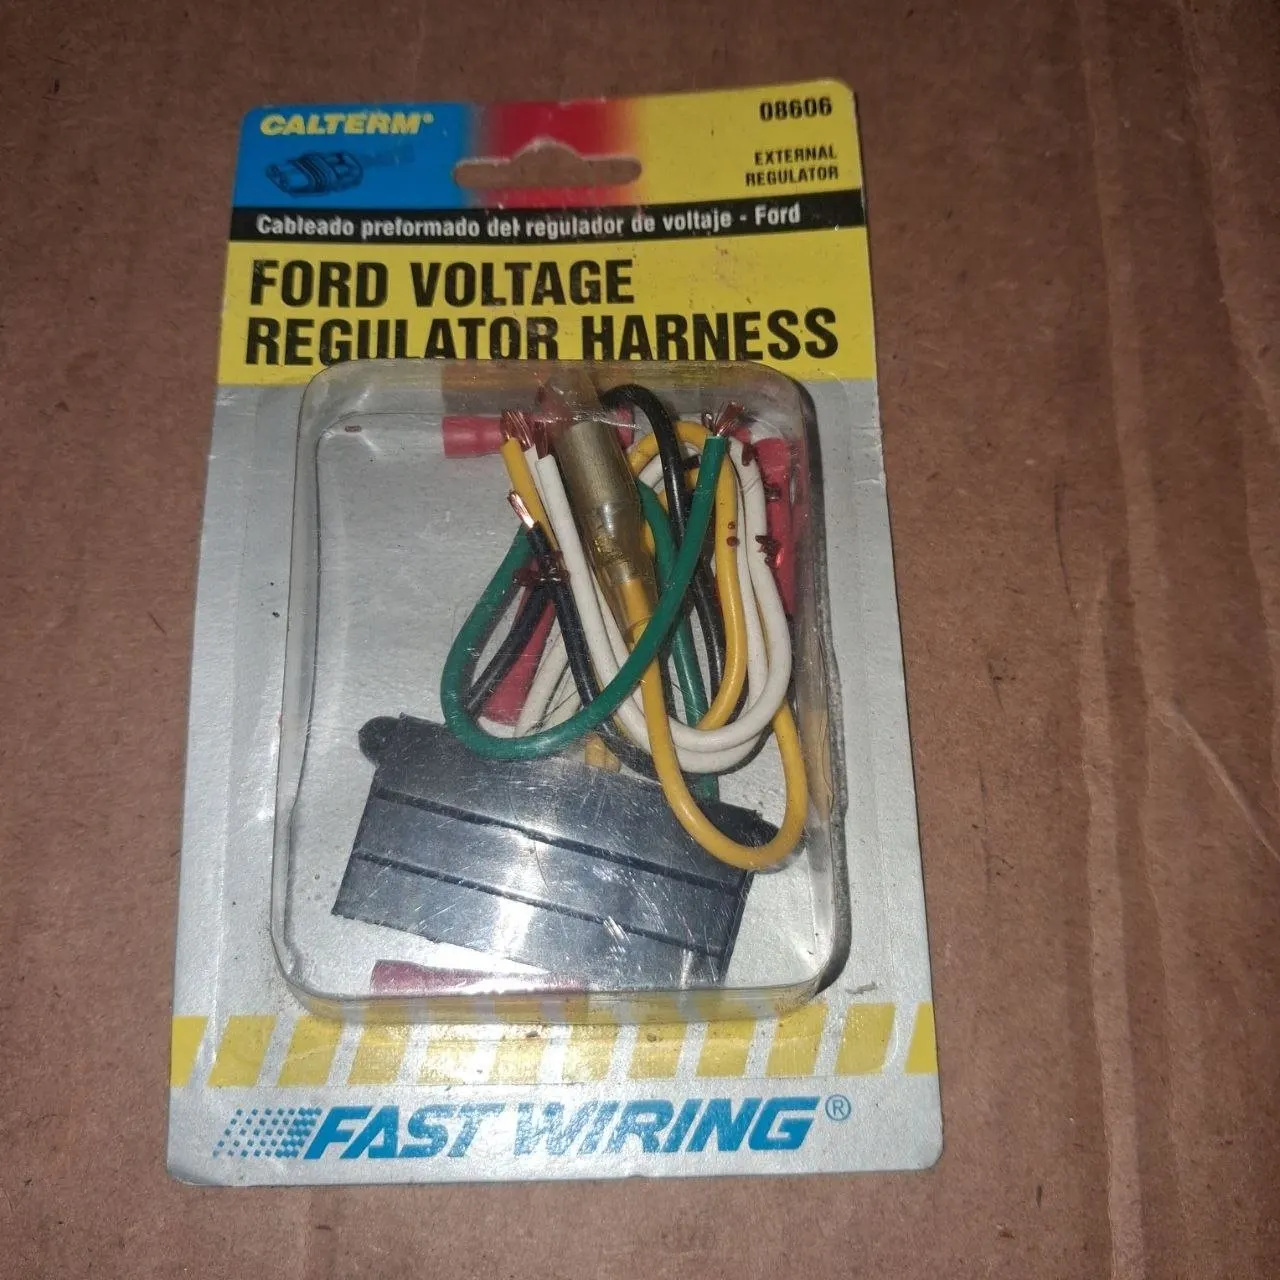 CALTERM®
08606
EXTERNAL
REGULATOR
Cableado preformado del regulador de voltaje - Ford
FORD VOLTAGE
REGULATOR HARNESS
FAST WIRING®